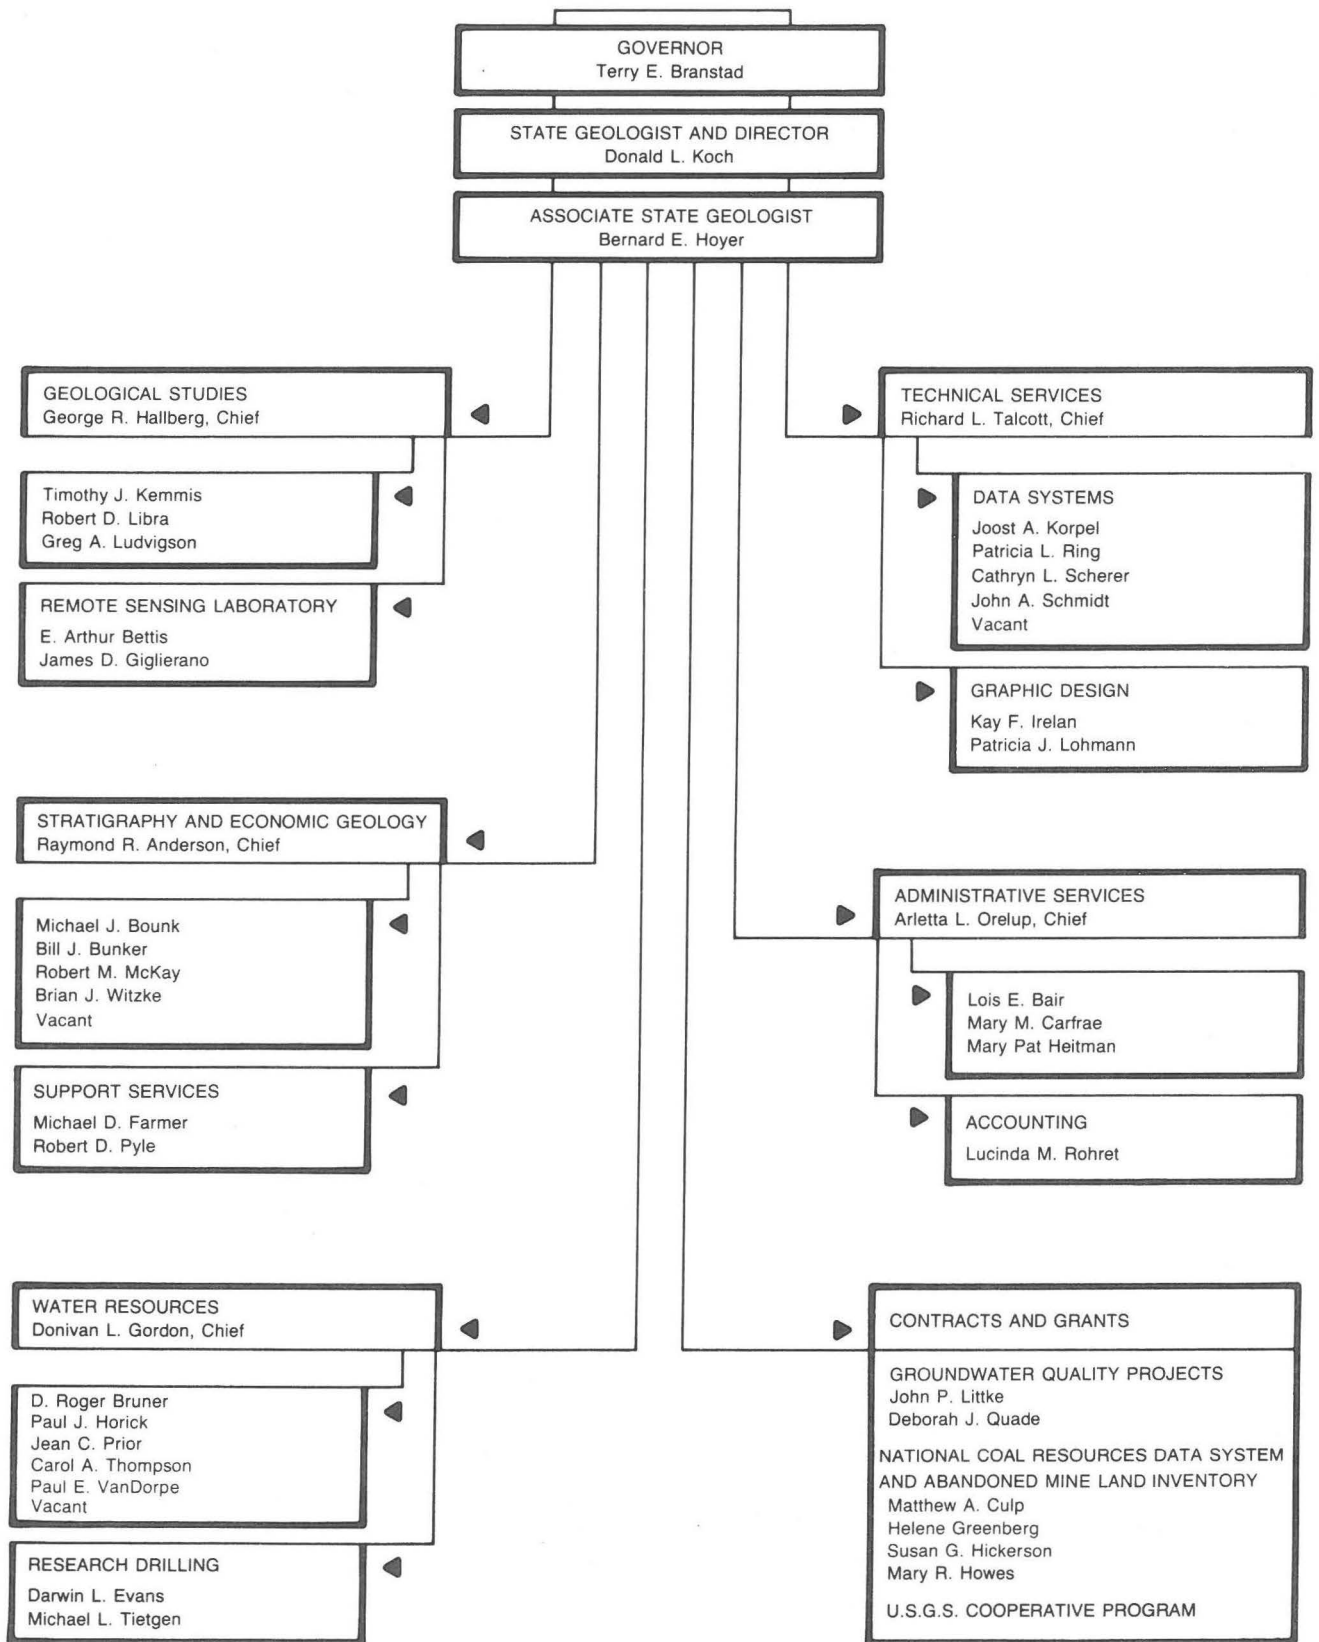 GOVERNOR
Terry E. Branstad
STATE GEOLOGIST AND DIRECTOR
Donald L. Koch
ASSOCIATE STATE GEOLOGIST
Bernard E. Hoyer
GEOLOGICAL STUDIES
George R. Hallberg, Chief
Timothy J. Kemmis
Robert D. Libra
Greg A. Ludvigson
REMOTE SENSING LABORATORY
E. Arthur Bettis
James D. Giglierano
STRATIGRAPHY AND ECONOMIC GEOLOGY
Raymond R. Anderson, Chief
Michael J. Bounk
Bill J. Bunker
Robert M. McKay
Brian J. Witzke
Vacant
SUPPORT SERVICES
Michael D. Farmer
Robert D. Pyle
WATER RESOURCES
Donivan L. Gordon, Chief
D. Roger Bruner
Paul J. Horick
Jean C. Prior
Carol A. Thompson
Paul E. VanDorpe
Vacant
RESEARCH DRILLING
Darwin L. Evans
Michael L. Tietgen
TECHNICAL SERVICES
Richard L. Talcott, Chief
DATA SYSTEMS
Joost A. Korpel
Patricia L. Ring
Cathryn L. Scherer
John A. Schmidt
Vacant
GRAPHIC DESIGN
Kay F. Irelan
Patricia J. Lohmann
ADMINISTRATIVE SERVICES
Arletta L. Orelup, Chief
Lois E. Bair
Mary M. Carfrae
Mary Pat Heitman
ACCOUNTING
Lucinda M. Rohret
CONTRACTS AND GRANTS
GROUNDWATER QUALITY PROJECTS
John P. Littke
Deborah J. Quade
NATIONAL COAL RESOURCES DATA SYSTEM
AND ABANDONED MINE LAND INVENTORY
Matthew A. Culp
Helene Greenberg
Susan G. Hickerson
Mary R. Howes
U.S.G.S. COOPERATIVE PROGRAM